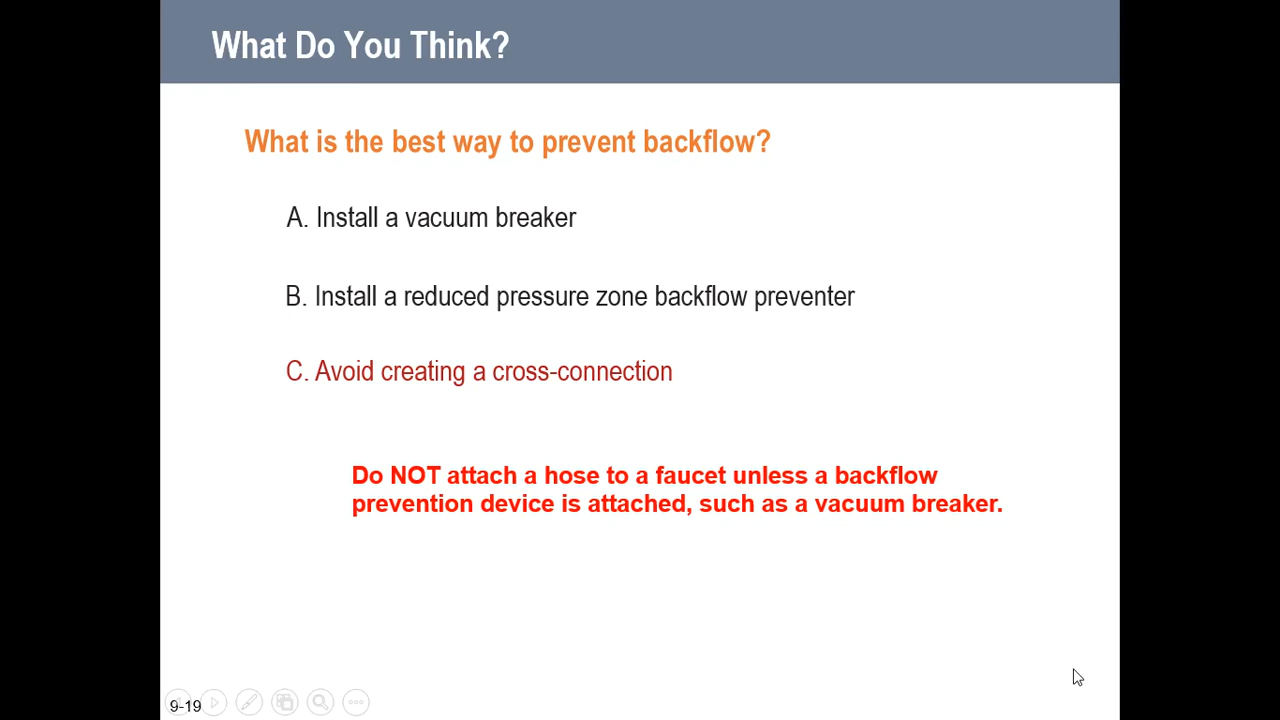 What Do You Think?
What is the best way to prevent backflow?
A. Install a vacuum breaker
B. Install a reduced pressure zone backflow preventer
C. Avoid creating a cross-connection
Do NOT attach a hose to a faucet unless a backflow
prevention device is attached, such as a vacuum breaker.
9-19